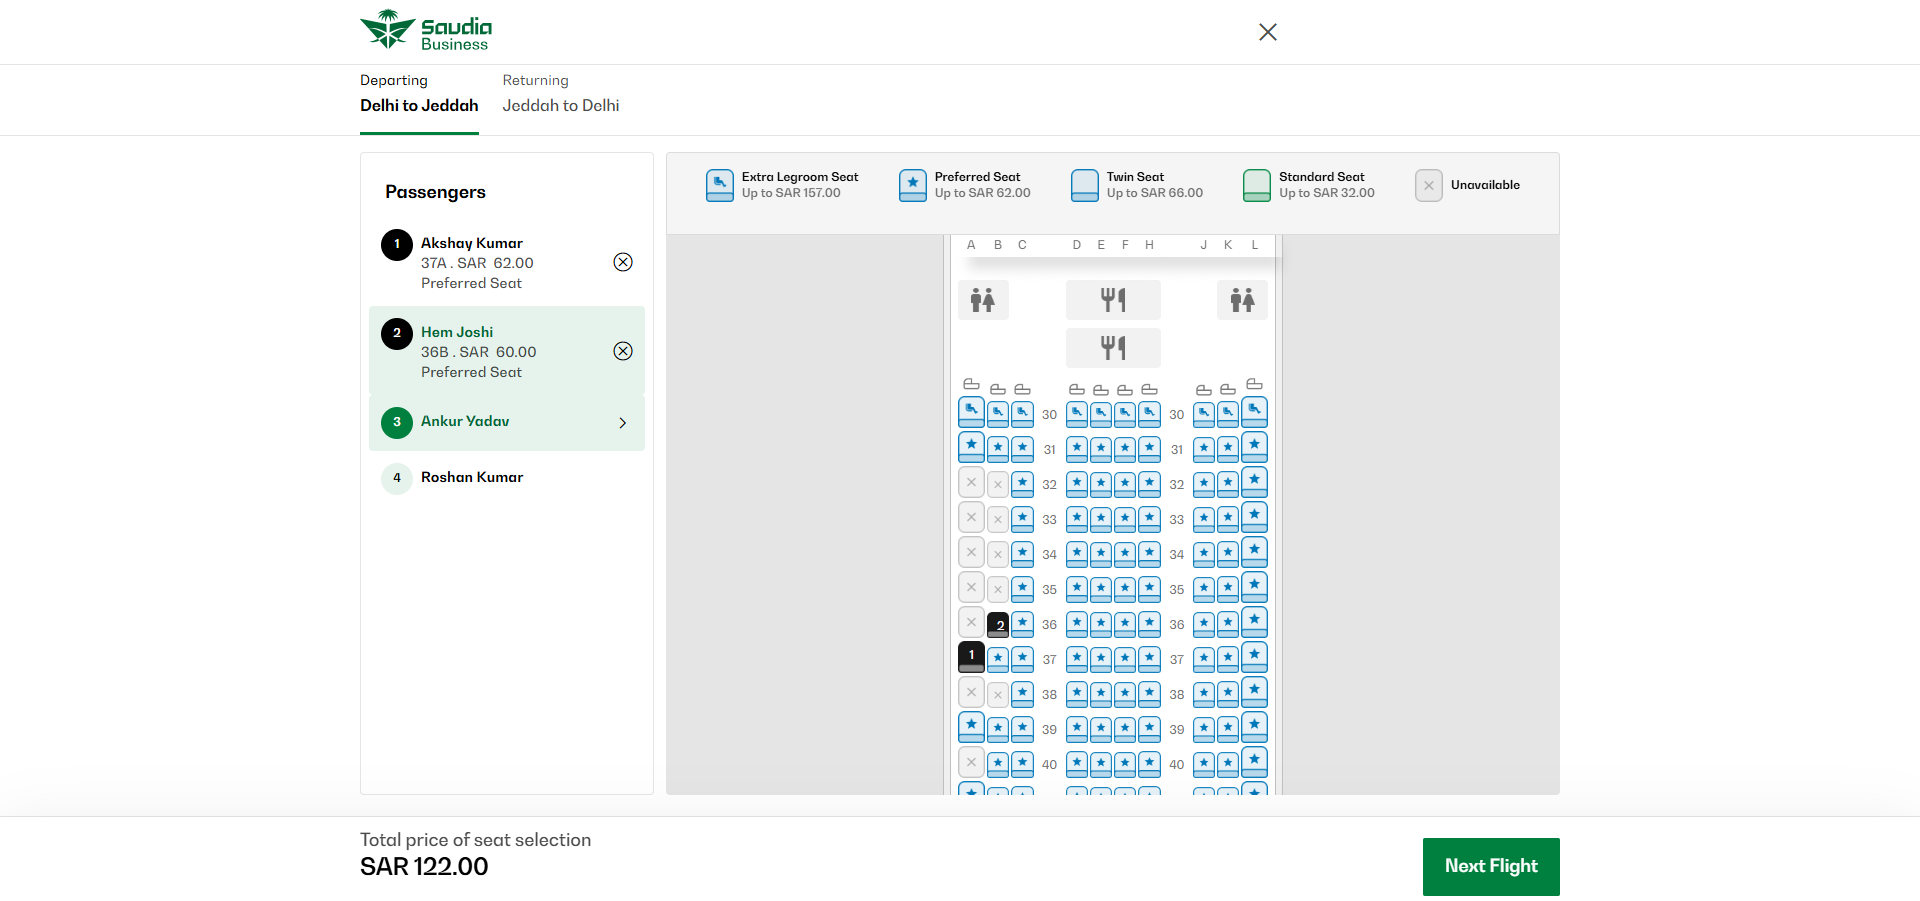 Saudia
Business
Departing
Delhi to Jeddah
Returning
Jeddah to Delhi
Passengers
1
Akshay Kumar
37A . SAR 62.00
Preferred Seat
2
Hem Joshi
36B . SAR 60.00
Preferred Seat
3
Ankur Yadav
4
Roshan Kumar
Extra Legroom Seat
Up to SAR 157.00
Preferred Seat
Up to SAR 62.00
Twin Seat
Up to SAR 66.00
Standard Seat
Up to SAR 32.00
Unavailable
A B C D E F H J K L
30 30
31 31
32 32
33 33
34 34
35 35
2 36 36
1 37 37
38 38
39 39
40 40
Total price of seat selection
SAR 122.00
Next Flight